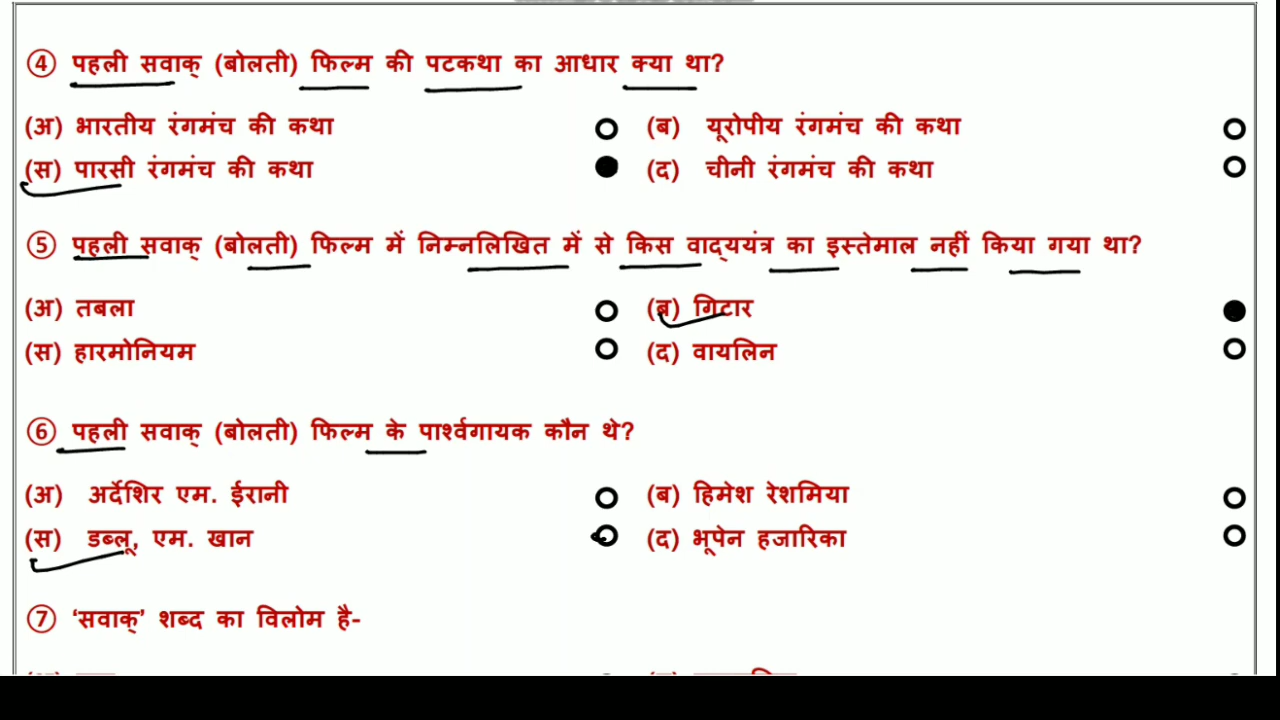 ④ पहली सवाक् (बोलती) फिल्म की पटकथा का आधार क्या था?
(अ) भारतीय रंगमंच की कथा (ब) यूरोपीय रंगमंच की कथा
(स) पारसी रंगमंच की कथा (द) चीनी रंगमंच की कथा
⑤ पहली सवाक् (बोलती) फिल्म में निम्नलिखित में से किस वाद्ययंत्र का इस्तेमाल नहीं किया गया था?
(अ) तबला (ब) गिटार
(स) हारमोनियम (द) वायलिन
⑥ पहली सवाक् (बोलती) फिल्म के पार्श्वगायक कौन थे?
(अ) अर्देशिर एम. ईरानी (ब) हिमेश रेशमिया
(स) डब्लू, एम. खान (द) भूपेन हजारिका
⑦ ‘सवाक्’ शब्द का विलोम है-